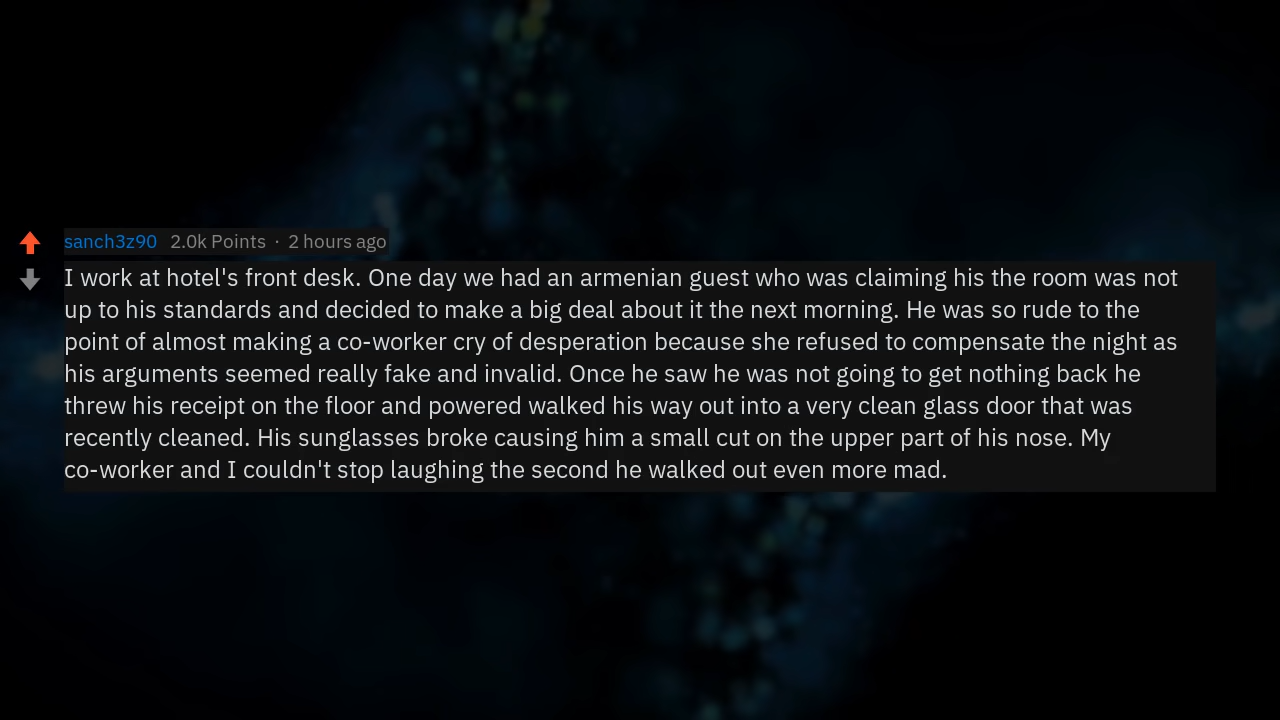 sanch3z90 2.0k Points · 2 hours ago
I work at hotel's front desk. One day we had an armenian guest who was claiming his the room was not
up to his standards and decided to make a big deal about it the next morning. He was so rude to the
point of almost making a co-worker cry of desperation because she refused to compensate the night as
his arguments seemed really fake and invalid. Once he saw he was not going to get nothing back he
threw his receipt on the floor and powered walked his way out into a very clean glass door that was
recently cleaned. His sunglasses broke causing him a small cut on the upper part of his nose. My
co-worker and I couldn't stop laughing the second he walked out even more mad.